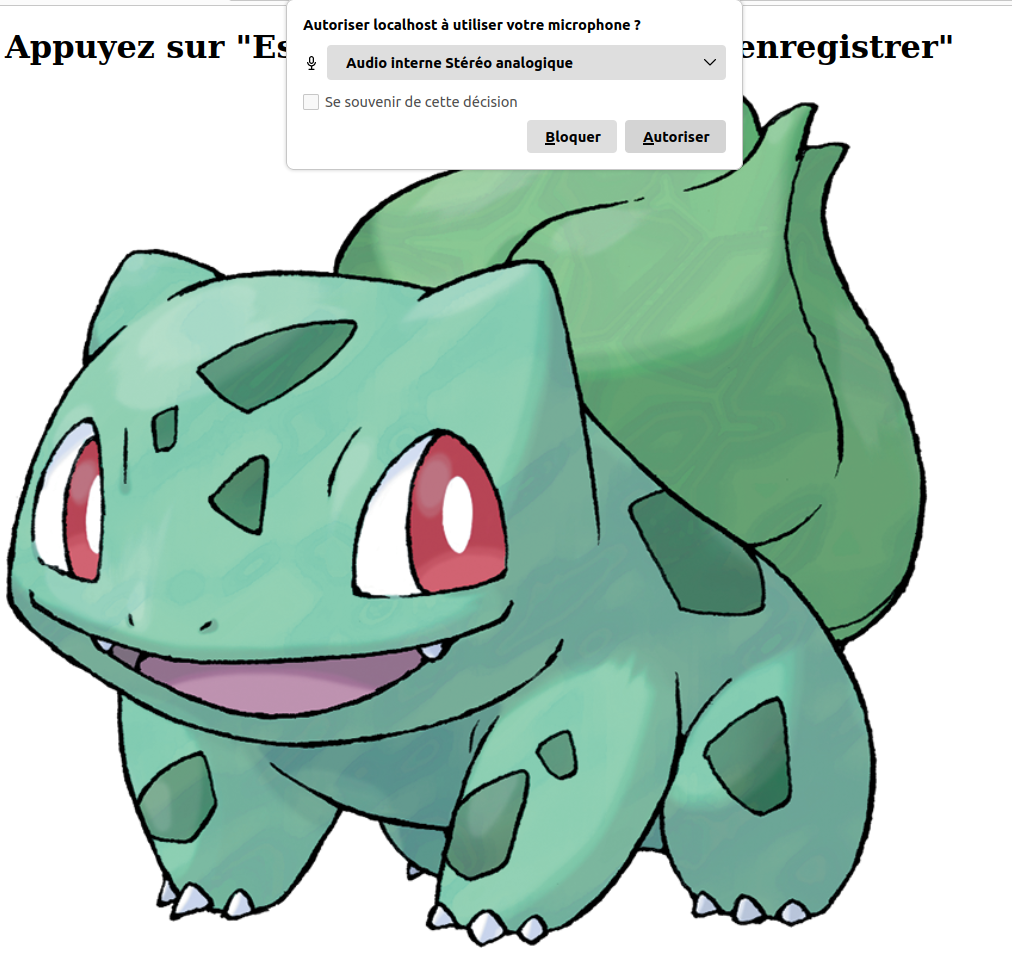 Autoriser localhost à utiliser votre microphone ?
Appuyez sur "Es enregistrer"
Audio interne Stéréo analogique
Se souvenir de cette décision
Bloquer Autoriser